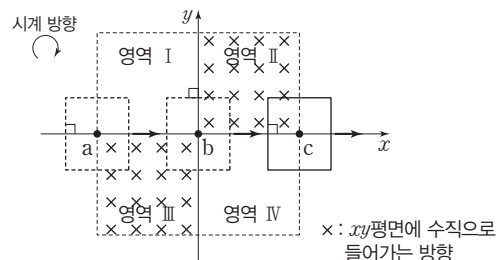 시계 방향
y
영역 Ⅰ
영역 Ⅱ
a
b
c
x
영역 Ⅲ
영역 Ⅳ
×: xy평면에 수직으로
들어가는 방향